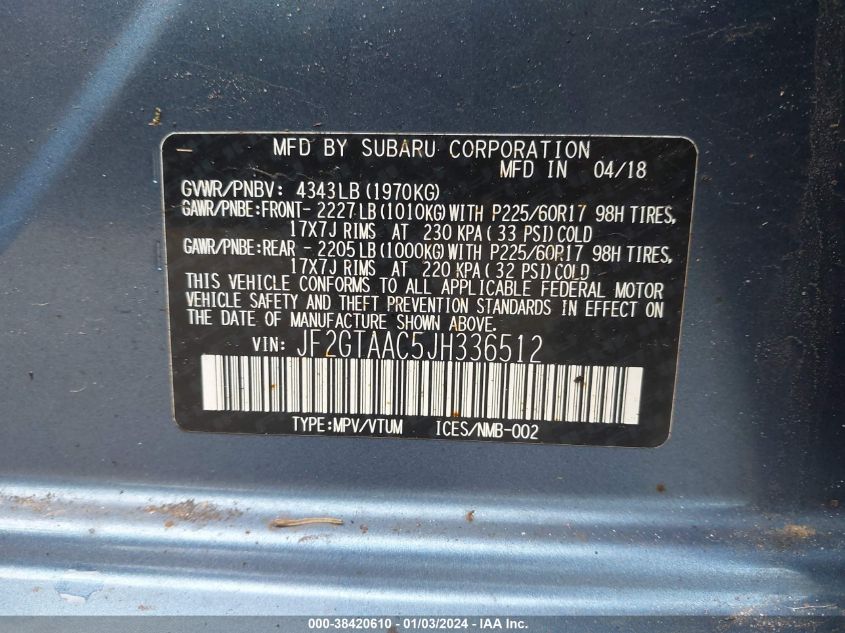 MFD BY SUBARU CORPORATION
MFD IN 04/18
GVWR/PNBV: 4343LB (1970KG)
GAWR/PNBE:FRONT- 2227 LB (1010KG) WITH P225/60R17 98H TIRES,
17X7J RIMS AT 230 KPA ( 33 PSI) COLD
GAWR/PNBE:REAR - 2205 LB (1000KG) WITH P225/60R17 98H TIRES,
17X7J RIMS AT 220 KPA ( 32 PSI) COLD
THIS VEHICLE CONFORMS TO ALL APPLICABLE FEDERAL MOTOR
VEHICLE SAFETY AND THEFT PREVENTION STANDARDS IN EFFECT ON
THE DATE OF MANUFACTURE SHOWN ABOVE.
VIN: JF2GTAAC5JH336512
TYPE:MPV/VTUM ICES/NMB-002
000-38420610 - 01/03/2024 - © IAA, Inc.